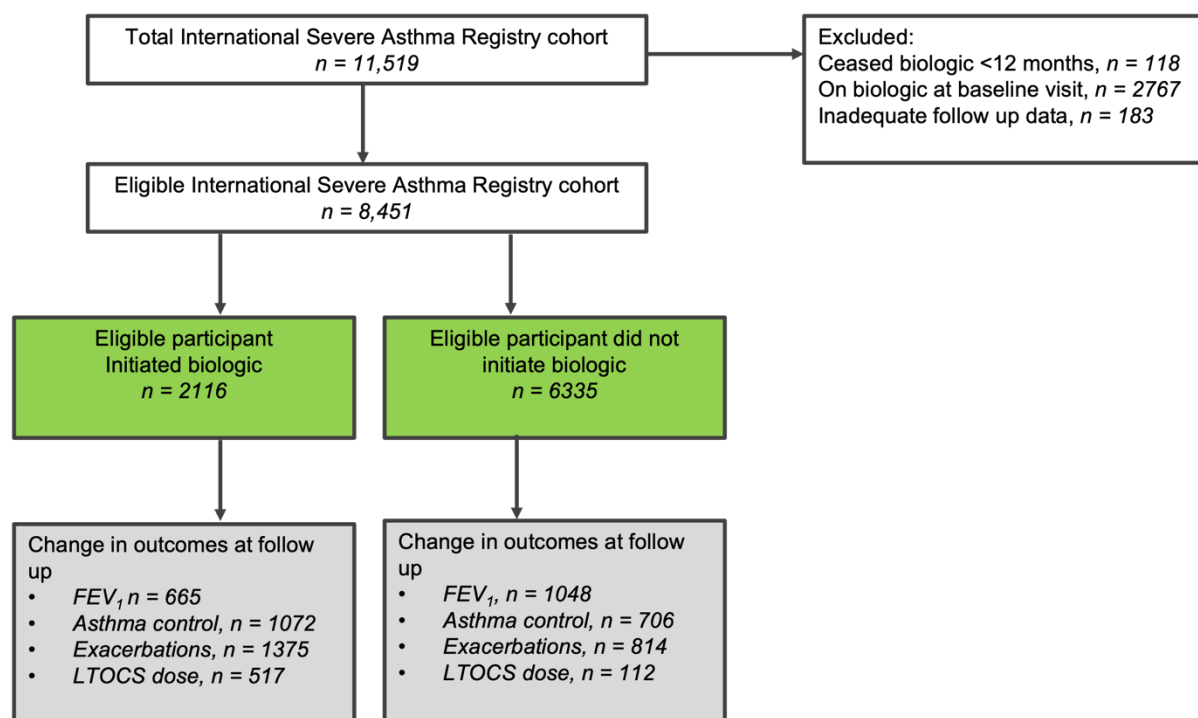 Total International Severe Asthma Registry cohort
n = 11,519
Excluded:
Ceased biologic <12 months, n = 118
On biologic at baseline visit, n = 2767
Inadequate follow up data, n = 183
Eligible International Severe Asthma Registry cohort
n = 8,451
Eligible participant
Initiated biologic
n = 2116
Eligible participant did not
initiate biologic
n = 6335
Change in outcomes at follow
up
• FEV₁ n = 665
• Asthma control, n = 1072
• Exacerbations, n = 1375
• LTOCS dose, n = 517
Change in outcomes at follow
up
• FEV₁, n = 1048
• Asthma control, n = 706
• Exacerbations, n = 814
• LTOCS dose, n = 112